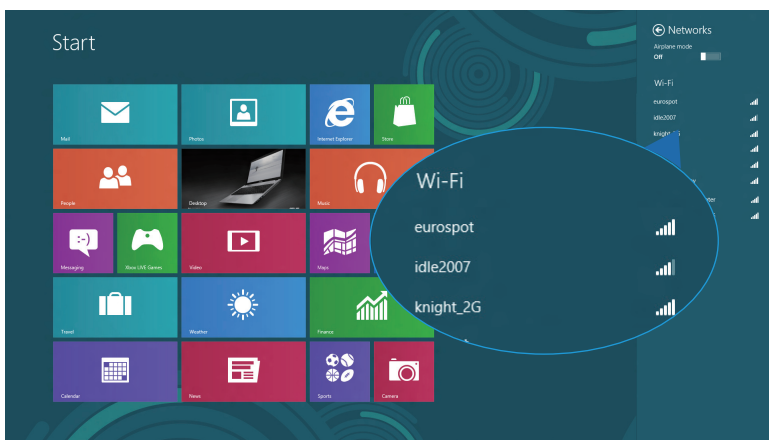 Start
Networks
Airplane mode
Off
Wi-Fi
eurospot
idle2007
Mail
Photos
Internet Explorer
Store
People
Desktop
Music
Messaging
Xbox LIVE Games
Video
Maps
Travel
Weather
Finance
Calendar
News
Sports
Camera
Wi-Fi
eurospot
idle2007
knight_2G